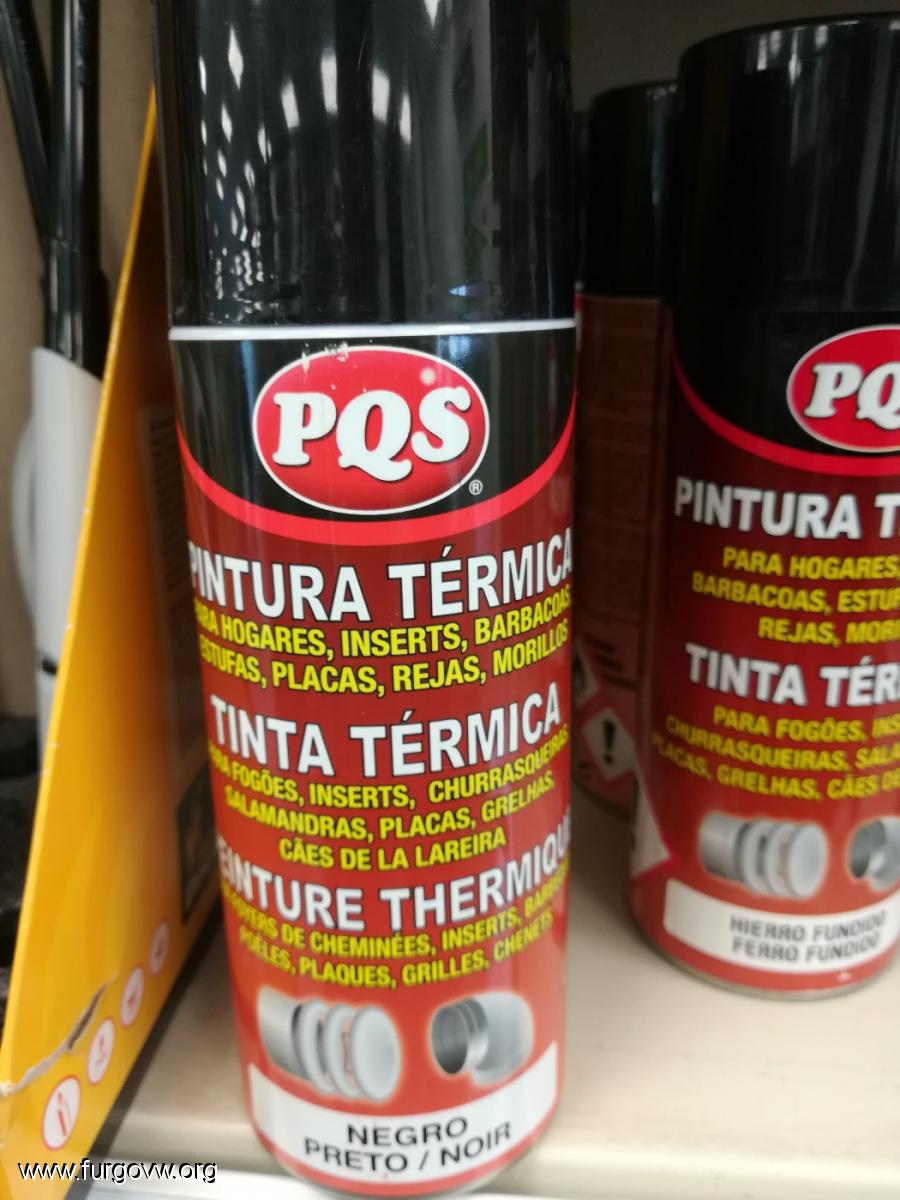 PQS
®
PINTURA TÉRMICA
PARA HOGARES, INSERTS, BARBACOAS,
ESTUFAS, PLACAS, REJAS, MORILLOS
TINTA TÉRMICA
PARA FOGÕES, INSERTS, CHURRASQUEIRAS,
SALAMANDRAS, PLACAS, GRELHAS,
CÃES DE LA LAREIRA
PEINTURE THERMIQUE
FOYERS DE CHEMINÉES, INSERTS,
POÊLES, PLAQUES, GRILLES, CHENETS
NEGRO
PRETO / NOIR
PQ
PINTURA T
PARA HOGARES,
BARBACOAS, ESTUF
REJAS, MORI
TINTA TÉR
PARA FOGÕES, INS
CHURRASQUEIRAS, SALA
PLACAS, GRELHAS, CÃES DE
HIERRO FUNDIDO
FERRO FUNDIDO
www.furgovw.org